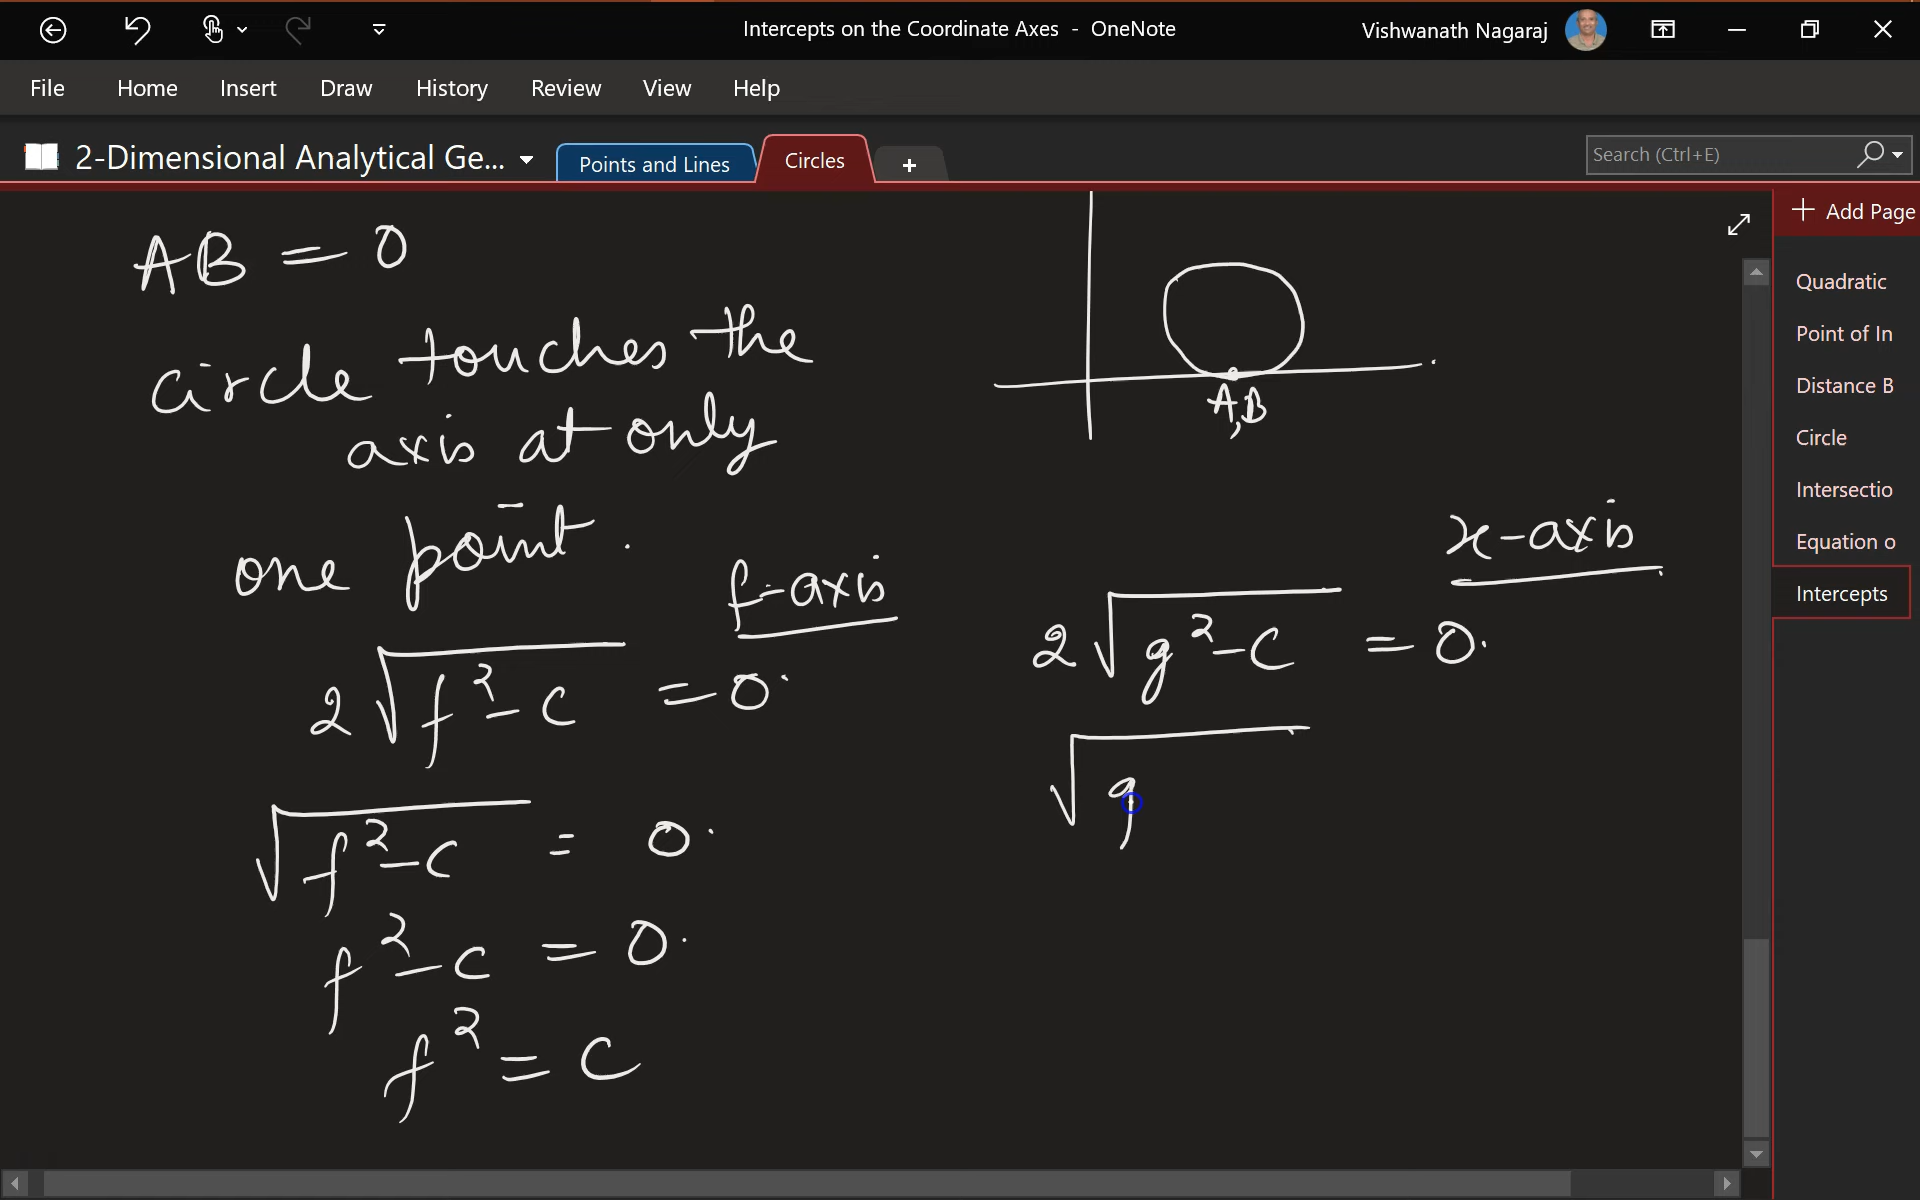 Intercepts on the Coordinate Axes - OneNote
Vishwanath Nagaraj
File Home Insert Draw History Review View Help
2-Dimensional Analytical Ge...
Points and Lines
Circles
+
Search (Ctrl+E)
+ Add Page
Quadratic
Point of In
Distance B
Circle
Intersectio
Equation o
Intercepts
AB = 0
circle touches the
axis at only
one point.
A, B
f-axis
2√(f²-c) = 0.
√(f²-c) = 0.
f²-c = 0.
f² = c
x-axis
2√(g²-c) = 0.
√g